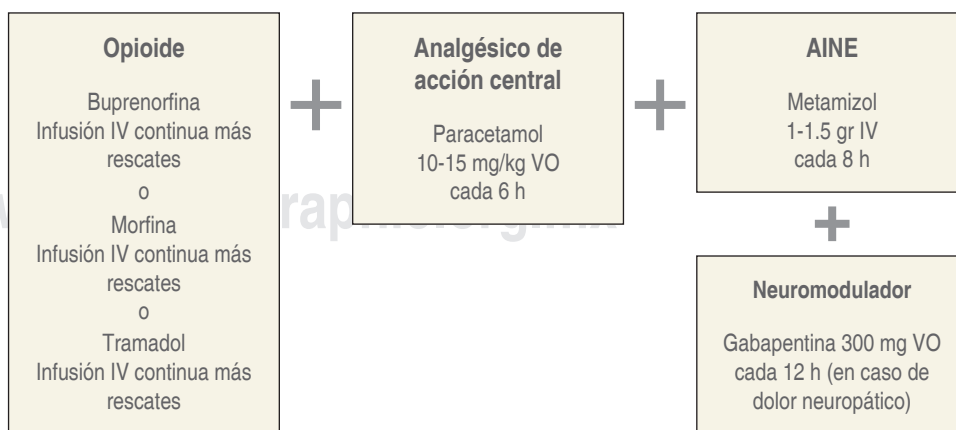 Opioide
Buprenorfina
Infusión IV continua más
rescates
o
Morfina
Infusión IV continua más
rescates
o
Tramadol
Infusión IV continua más
rescates
+
Analgésico de
acción central
Paracetamol
10-15 mg/kg VO
cada 6 h
+
AINE
Metamizol
1-1.5 gr IV
cada 8 h
+
Neuromodulador
Gabapentina 300 mg VO
cada 12 h (en caso de
dolor neuropático)